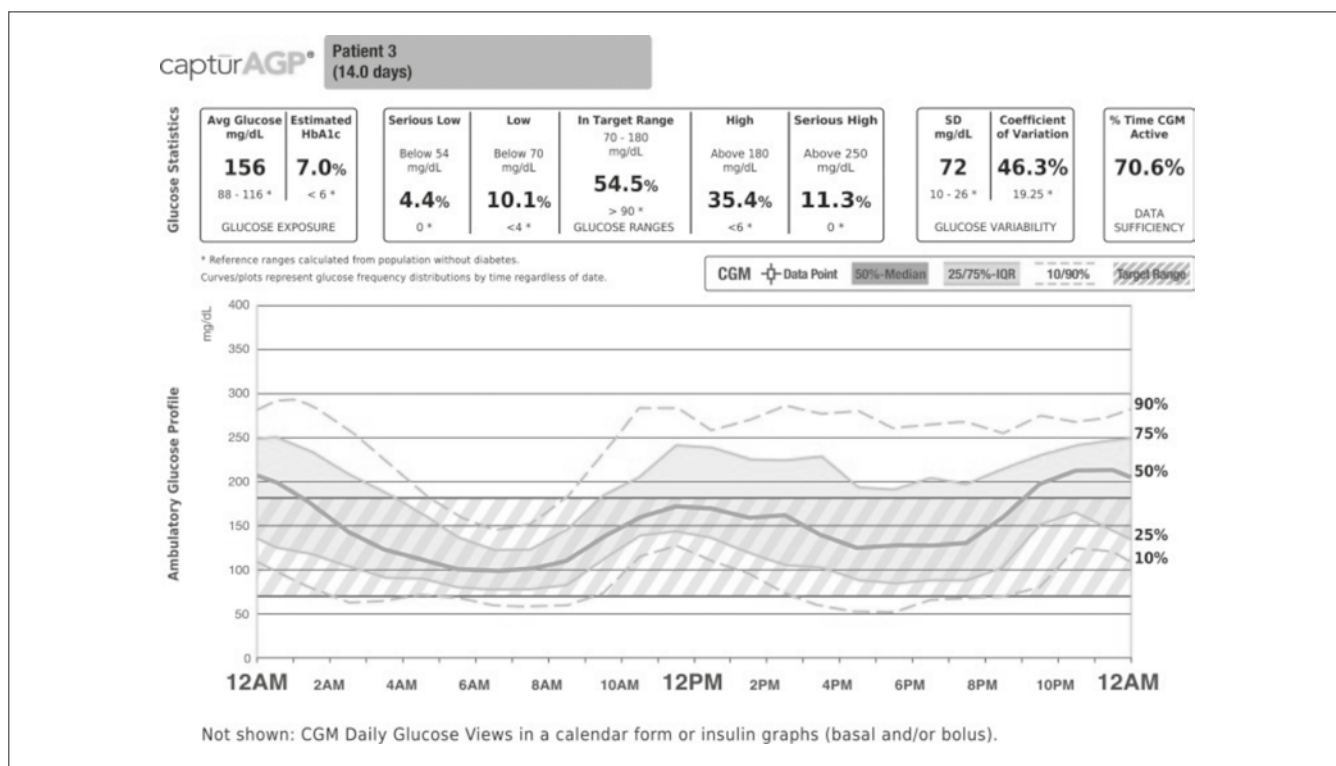 captūrAGP®
Patient 3
(14.0 days)
Glucose Statistics
Avg Glucose
mg/dL
156
88 - 116 *
Estimated
HbA1c
7.0%
< 6 *
GLUCOSE EXPOSURE
Serious Low
Below 54
mg/dL
4.4%
0 *
Low
Below 70
mg/dL
10.1%
<4 *
In Target Range
70 - 180
mg/dL
54.5%
> 90 *
High
Above 180
mg/dL
35.4%
<6 *
Serious High
Above 250
mg/dL
11.3%
0 *
GLUCOSE RANGES
SD
mg/dL
72
10 - 26 *
Coefficient
of Variation
46.3%
19.25 *
GLUCOSE VARIABILITY
% Time CGM
Active
70.6%
DATA
SUFFICIENCY
* Reference ranges calculated from population without diabetes.
Curves/plots represent glucose frequency distributions by time regardless of date.
CGM Data Point 50%-Median 25/75%-IQR 10/90% Target Range
Ambulatory Glucose Profile
mg/dL
400
350
300
250
200
150
100
50
0
90%
75%
50%
25%
10%
12AM 2AM 4AM 6AM 8AM 10AM 12PM 2PM 4PM 6PM 8PM 10PM 12AM
Not shown: CGM Daily Glucose Views in a calendar form or insulin graphs (basal and/or bolus).